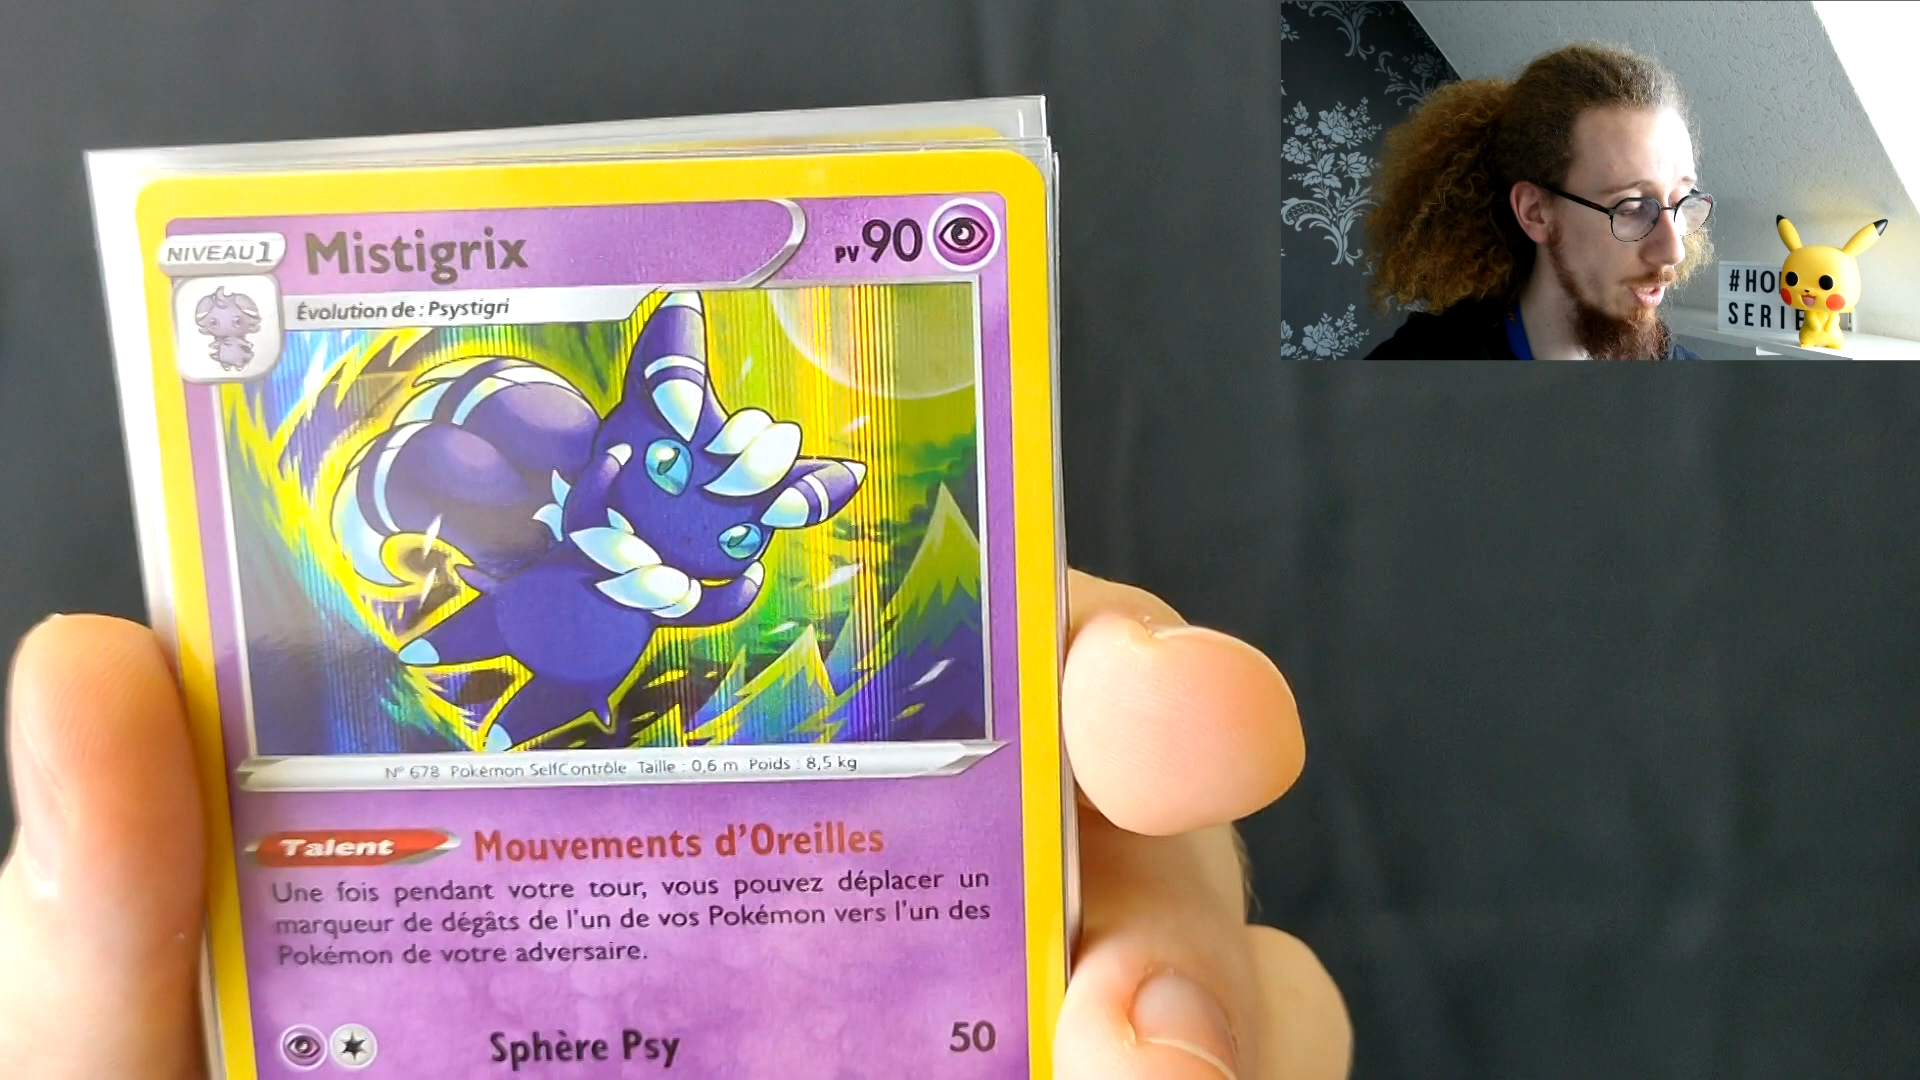 NIVEAU 1 Mistigrix PV 90
Évolution de : Psystigri
N° 678 Pokémon SelfContrôle Taille : 0,6 m Poids : 8,5 kg
Talent Mouvements d'Oreilles
Une fois pendant votre tour, vous pouvez déplacer un
marqueur de dégâts de l'un de vos Pokémon vers l'un des
Pokémon de votre adversaire.
Sphère Psy 50
#HO
SERIE